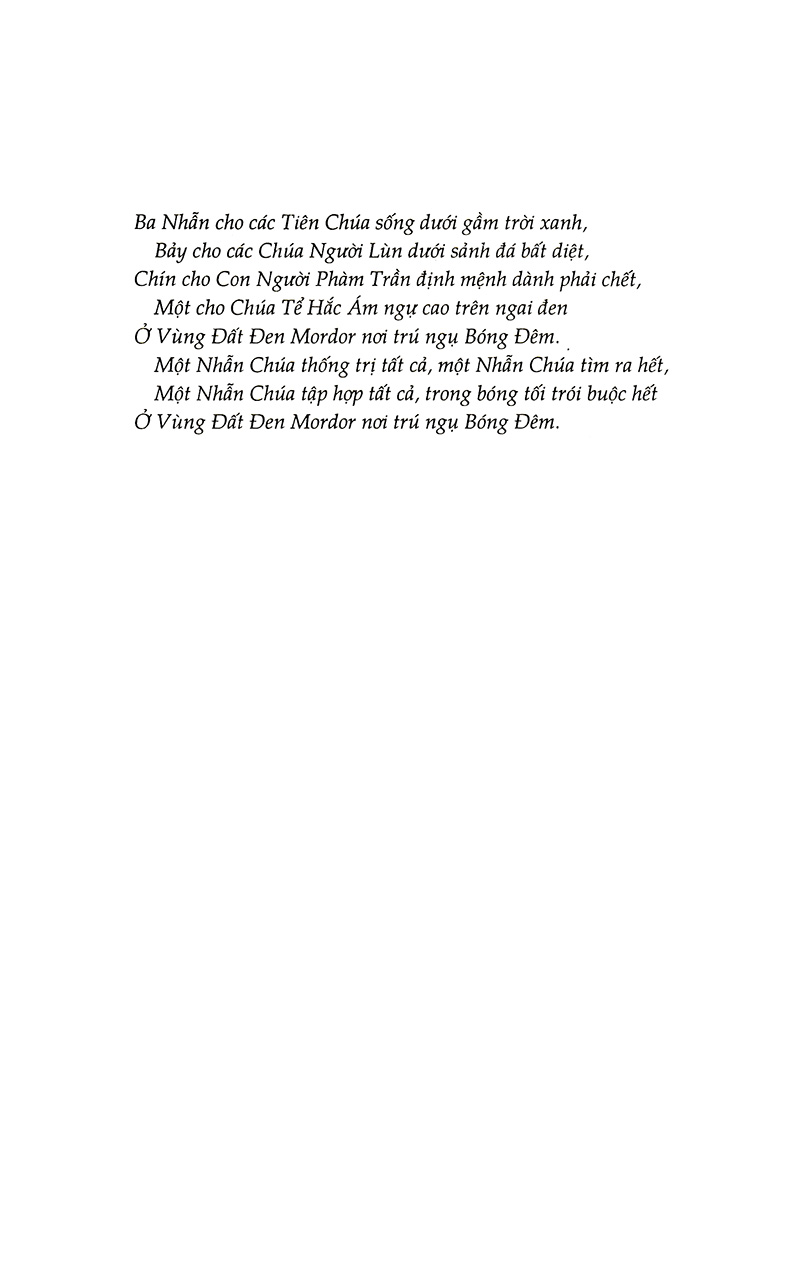 Ba Nhẫn cho các Tiên Chúa sống dưới gầm trời xanh,
Bảy cho các Chúa Người Lùn dưới sảnh đá bất diệt,
Chín cho Con Người Phàm Trần định mệnh dành phải chết,
Một cho Chúa Tể Hắc Ám ngự cao trên ngai đen
Ở Vùng Đất Đen Mordor nơi trú ngụ Bóng Đêm.
Một Nhẫn Chúa thống trị tất cả, một Nhẫn Chúa tìm ra hết,
Một Nhẫn Chúa tập hợp tất cả, trong bóng tối trói buộc hết
Ở Vùng Đất Đen Mordor nơi trú ngụ Bóng Đêm.